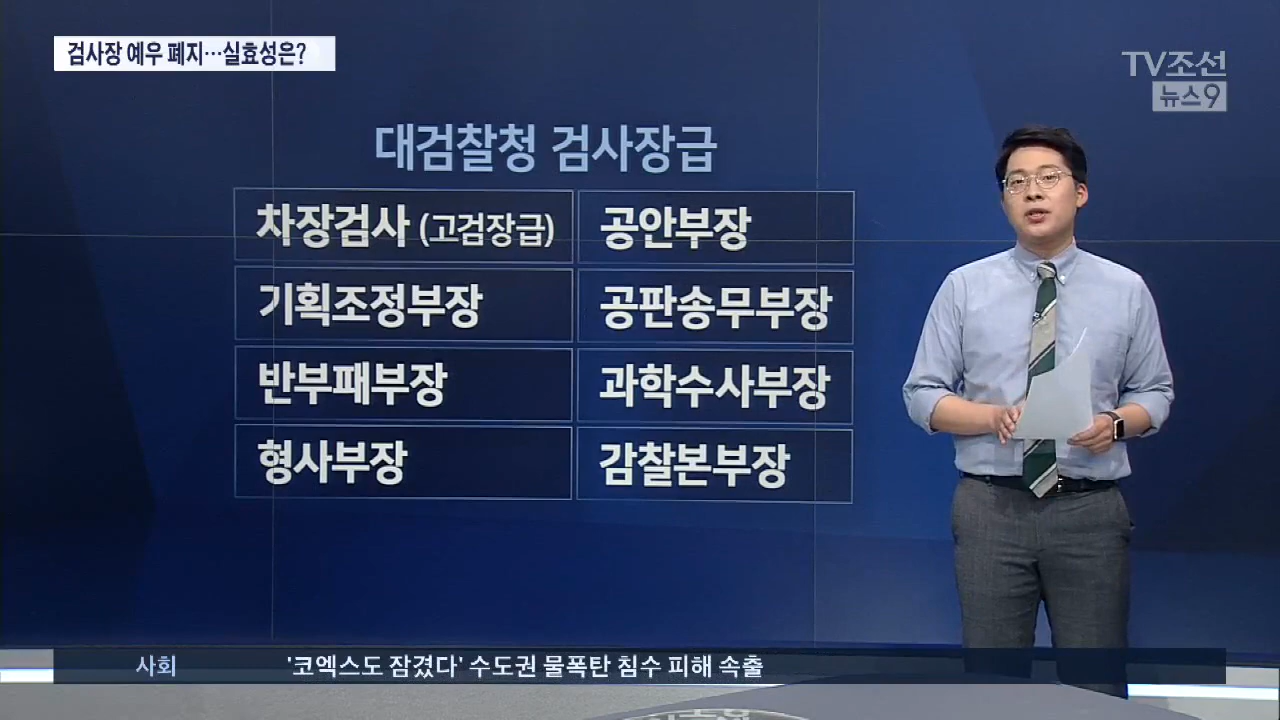 검사장 예우 폐지…실효성은?
TV조선
뉴스9
대검찰청 검사장급
차장검사 (고검장급)
공안부장
기획조정부장
공판송무부장
반부패부장
과학수사부장
형사부장
감찰본부장
사회 '코엑스도 잠겼다' 수도권 물폭탄 침수 피해 속출